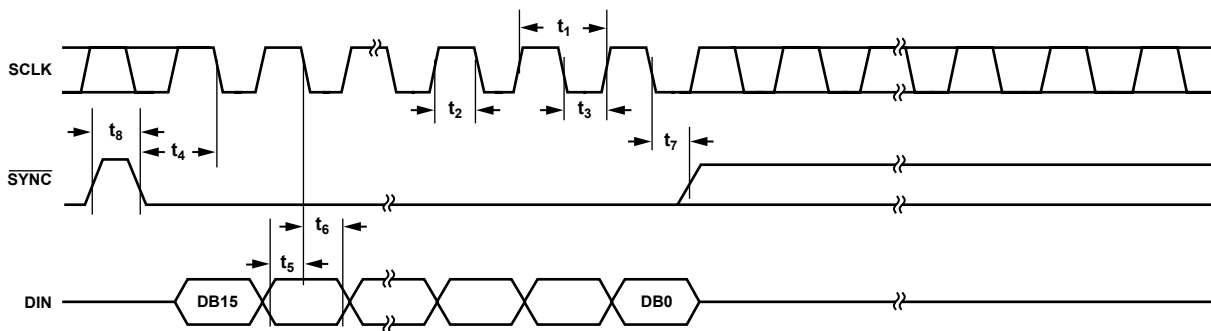 t₁
SCLK
t₂
t₃
t₈
t₄
t₇
SYNC
t₆
t₅
DIN
DB15
DB0